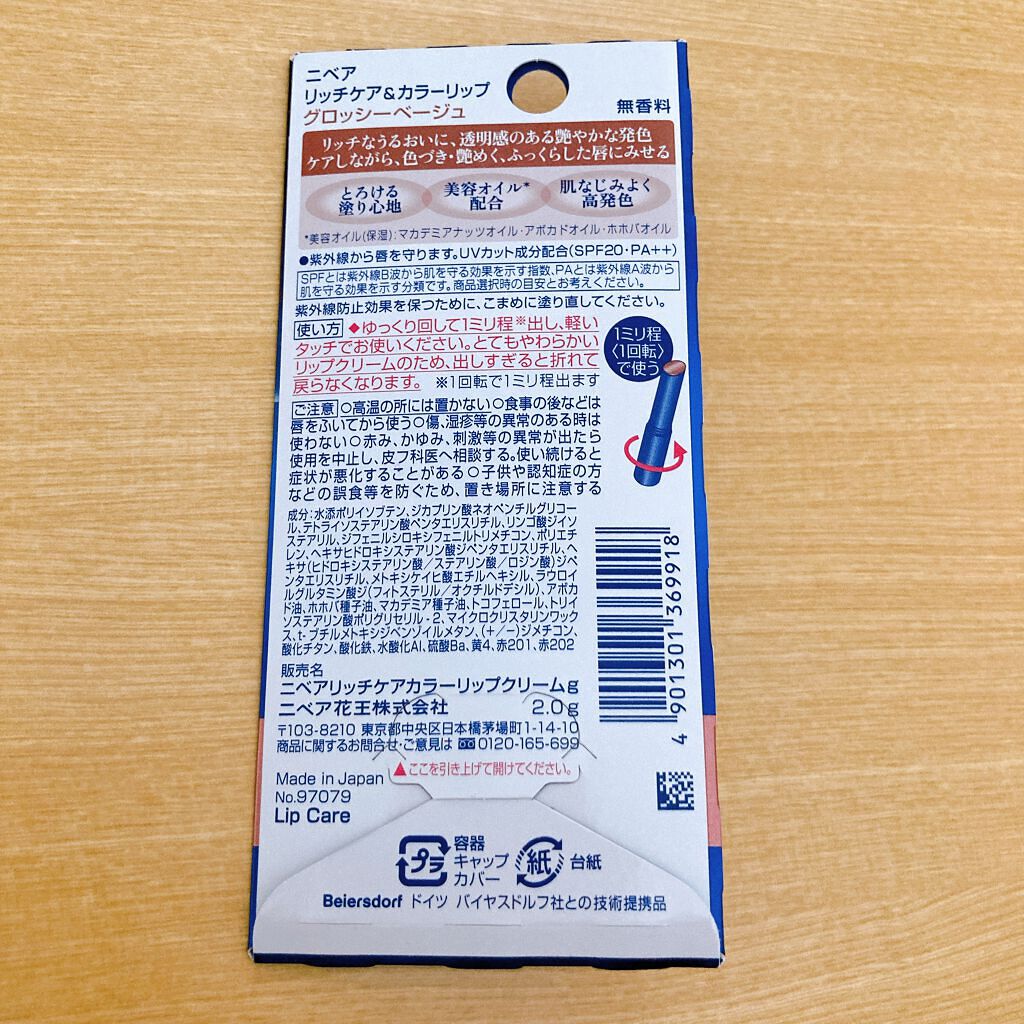 ニベア
リッチケア&カラーリップ
グロッシーベージュ
無香料
リッチなうるおいに、透明感のある艶やかな発色
ケアしながら、色づき・艶めく、ふっくらした唇にみせる
とろける
塗り心地
美容オイル*
配合
肌なじみよく
高発色
*美容オイル(保湿):マカデミアナッツオイル・アボカドオイル・ホホバオイル
●紫外線から唇を守ります。UVカット成分配合(SPF20・PA++)
SPFとは紫外線B波から肌を守る効果を示す指数、PAとは紫外線A波から
肌を守る効果を示す分類です。商品選択時の目安とお考えください。
紫外線防止効果を保つために、こまめに塗り直してください。
使い方 ◆ゆっくり回して1ミリ程※出し、軽い
タッチでお使いください。とてもやわらかい
リップクリームのため、出しすぎると折れて
戻らなくなります。 ※1回転で1ミリ程出ます
1ミリ程
〈1回転〉
で使う
ご注意 ○高温の所には置かない○食事の後などは
唇をふいてから使う○傷、湿疹等の異常のある時は
使わない○赤み、かゆみ、刺激等の異常が出たら
使用を中止し、皮フ科医へ相談する。使い続けると
症状が悪化することがある○子供や認知症の方
などの誤食等を防ぐため、置き場所に注意する
成分:水添ポリイソブテン、ジカプリン酸ネオペンチルグリコー
ル、テトライソステアリン酸ペンタエリスリチル、リンゴ酸ジイソ
ステアリル、ジフェニルシロキシフェニルトリメチコン、ポリエチ
レン、ヘキサヒドロキシステアリン酸ジペンタエリスリチル、ヘ
キサ(ヒドロキシステアリン酸/ステアリン酸/ロジン酸)ジペ
ンタエリスリチル、メトキシケイヒ酸エチルヘキシル、ラウロイ
ルグルタミン酸ジ(フィトステリル/オクチルドデシル)、アボカ
ド油、ホホバ種子油、マカデミア種子油、トコフェロール、トリイ
ソステアリン酸ポリグリセリル-2、マイクロクリスタリンワック
ス、t-ブチルメトキシジベンゾイルメタン、(+/-)ジメチコン、
酸化チタン、酸化鉄、水酸化Al、硫酸Ba、黄4、赤201、赤202
販売名
ニベアリッチケアカラーリップクリームg
ニベア花王株式会社 2.0g
〒103-8210 東京都中央区日本橋茅場町1-14-10
商品に関するお問合せ・ご意見は 0120-165-699
▲ここを引き上げて開けてください。
Made in Japan
No.97079
Lip Care
4 901301 369918
プラ
容器
キャップ
カバー
紙
台紙
Beiersdorf ドイツ バイヤスドルフ社との技術提携品